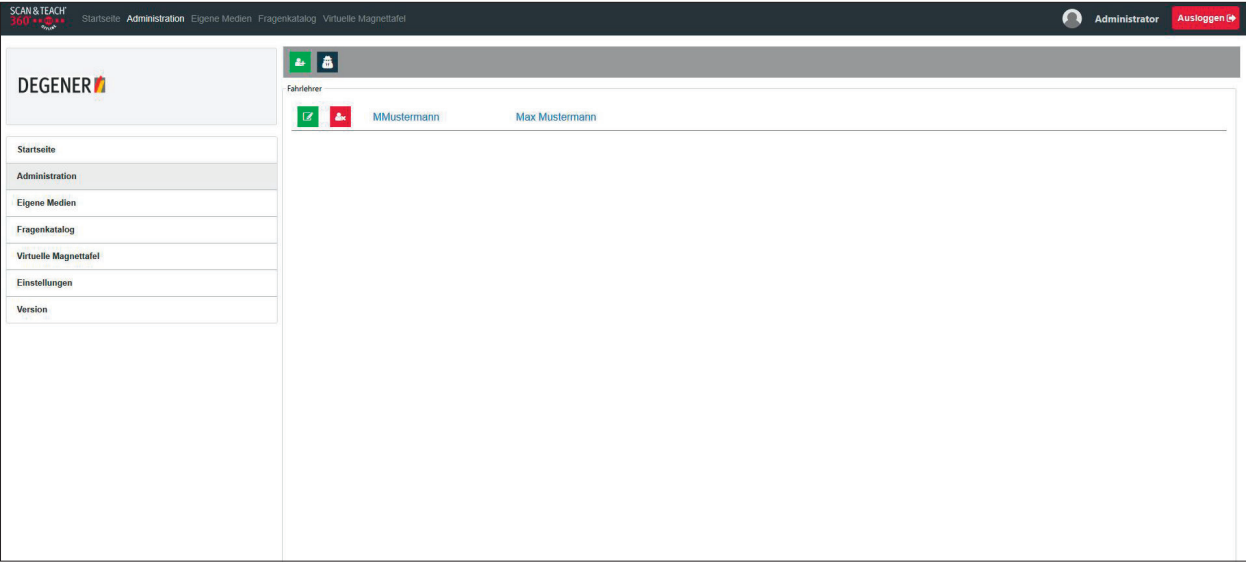 SCAN & TEACH
360°
Startseite Administration Eigene Medien Fragenkatalog Virtuelle Magnettafel
Administrator
Ausloggen
DEGENER
Startseite
Administration
Eigene Medien
Fragenkatalog
Virtuelle Magnettafel
Einstellungen
Version
Fahrlehrer
MMustermann Max Mustermann